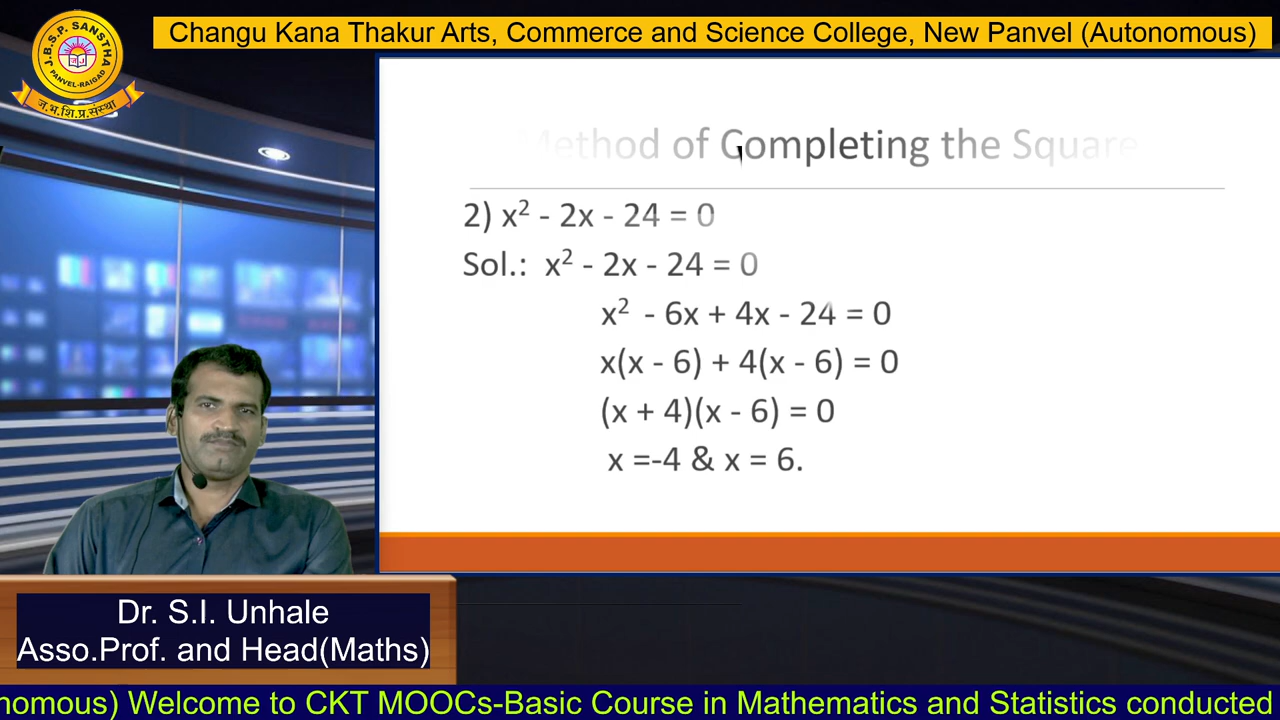 Changu Kana Thakur Arts, Commerce and Science College, New Panvel (Autonomous)
J.B.S.P. SANSTHA
PANVEL-RAIGAD
ज.भ.शि.प्र.संस्था
Method of Completing the Square
2) x² - 2x - 24 = 0
Sol.: x² - 2x - 24 = 0
x² - 6x + 4x - 24 = 0
x(x - 6) + 4(x - 6) = 0
(x + 4)(x - 6) = 0
x =-4 & x = 6.
Dr. S.I. Unhale
Asso.Prof. and Head(Maths)
nomous) Welcome to CKT MOOCs-Basic Course in Mathematics and Statistics conducted